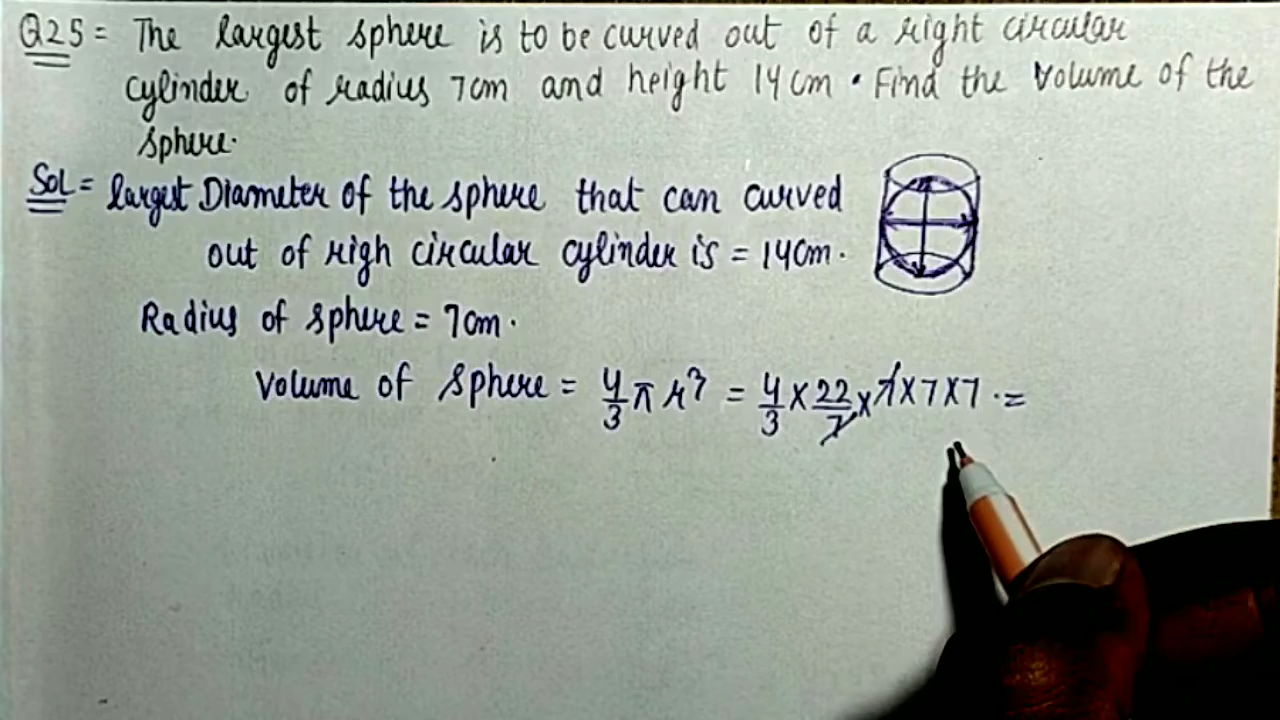 Q25 = The largest sphere is to be curved out of a right circular
cylinder of radius 7cm and height 14cm. Find the volume of the
sphere.
Sol = largest Diameter of the sphere that can curved
out of righ circular cylinder is = 14cm.
Radius of sphere = 7cm.
Volume of sphere = 4/3 π r³ = 4/3 × 22/7 × 7 × 7 × 7 . =